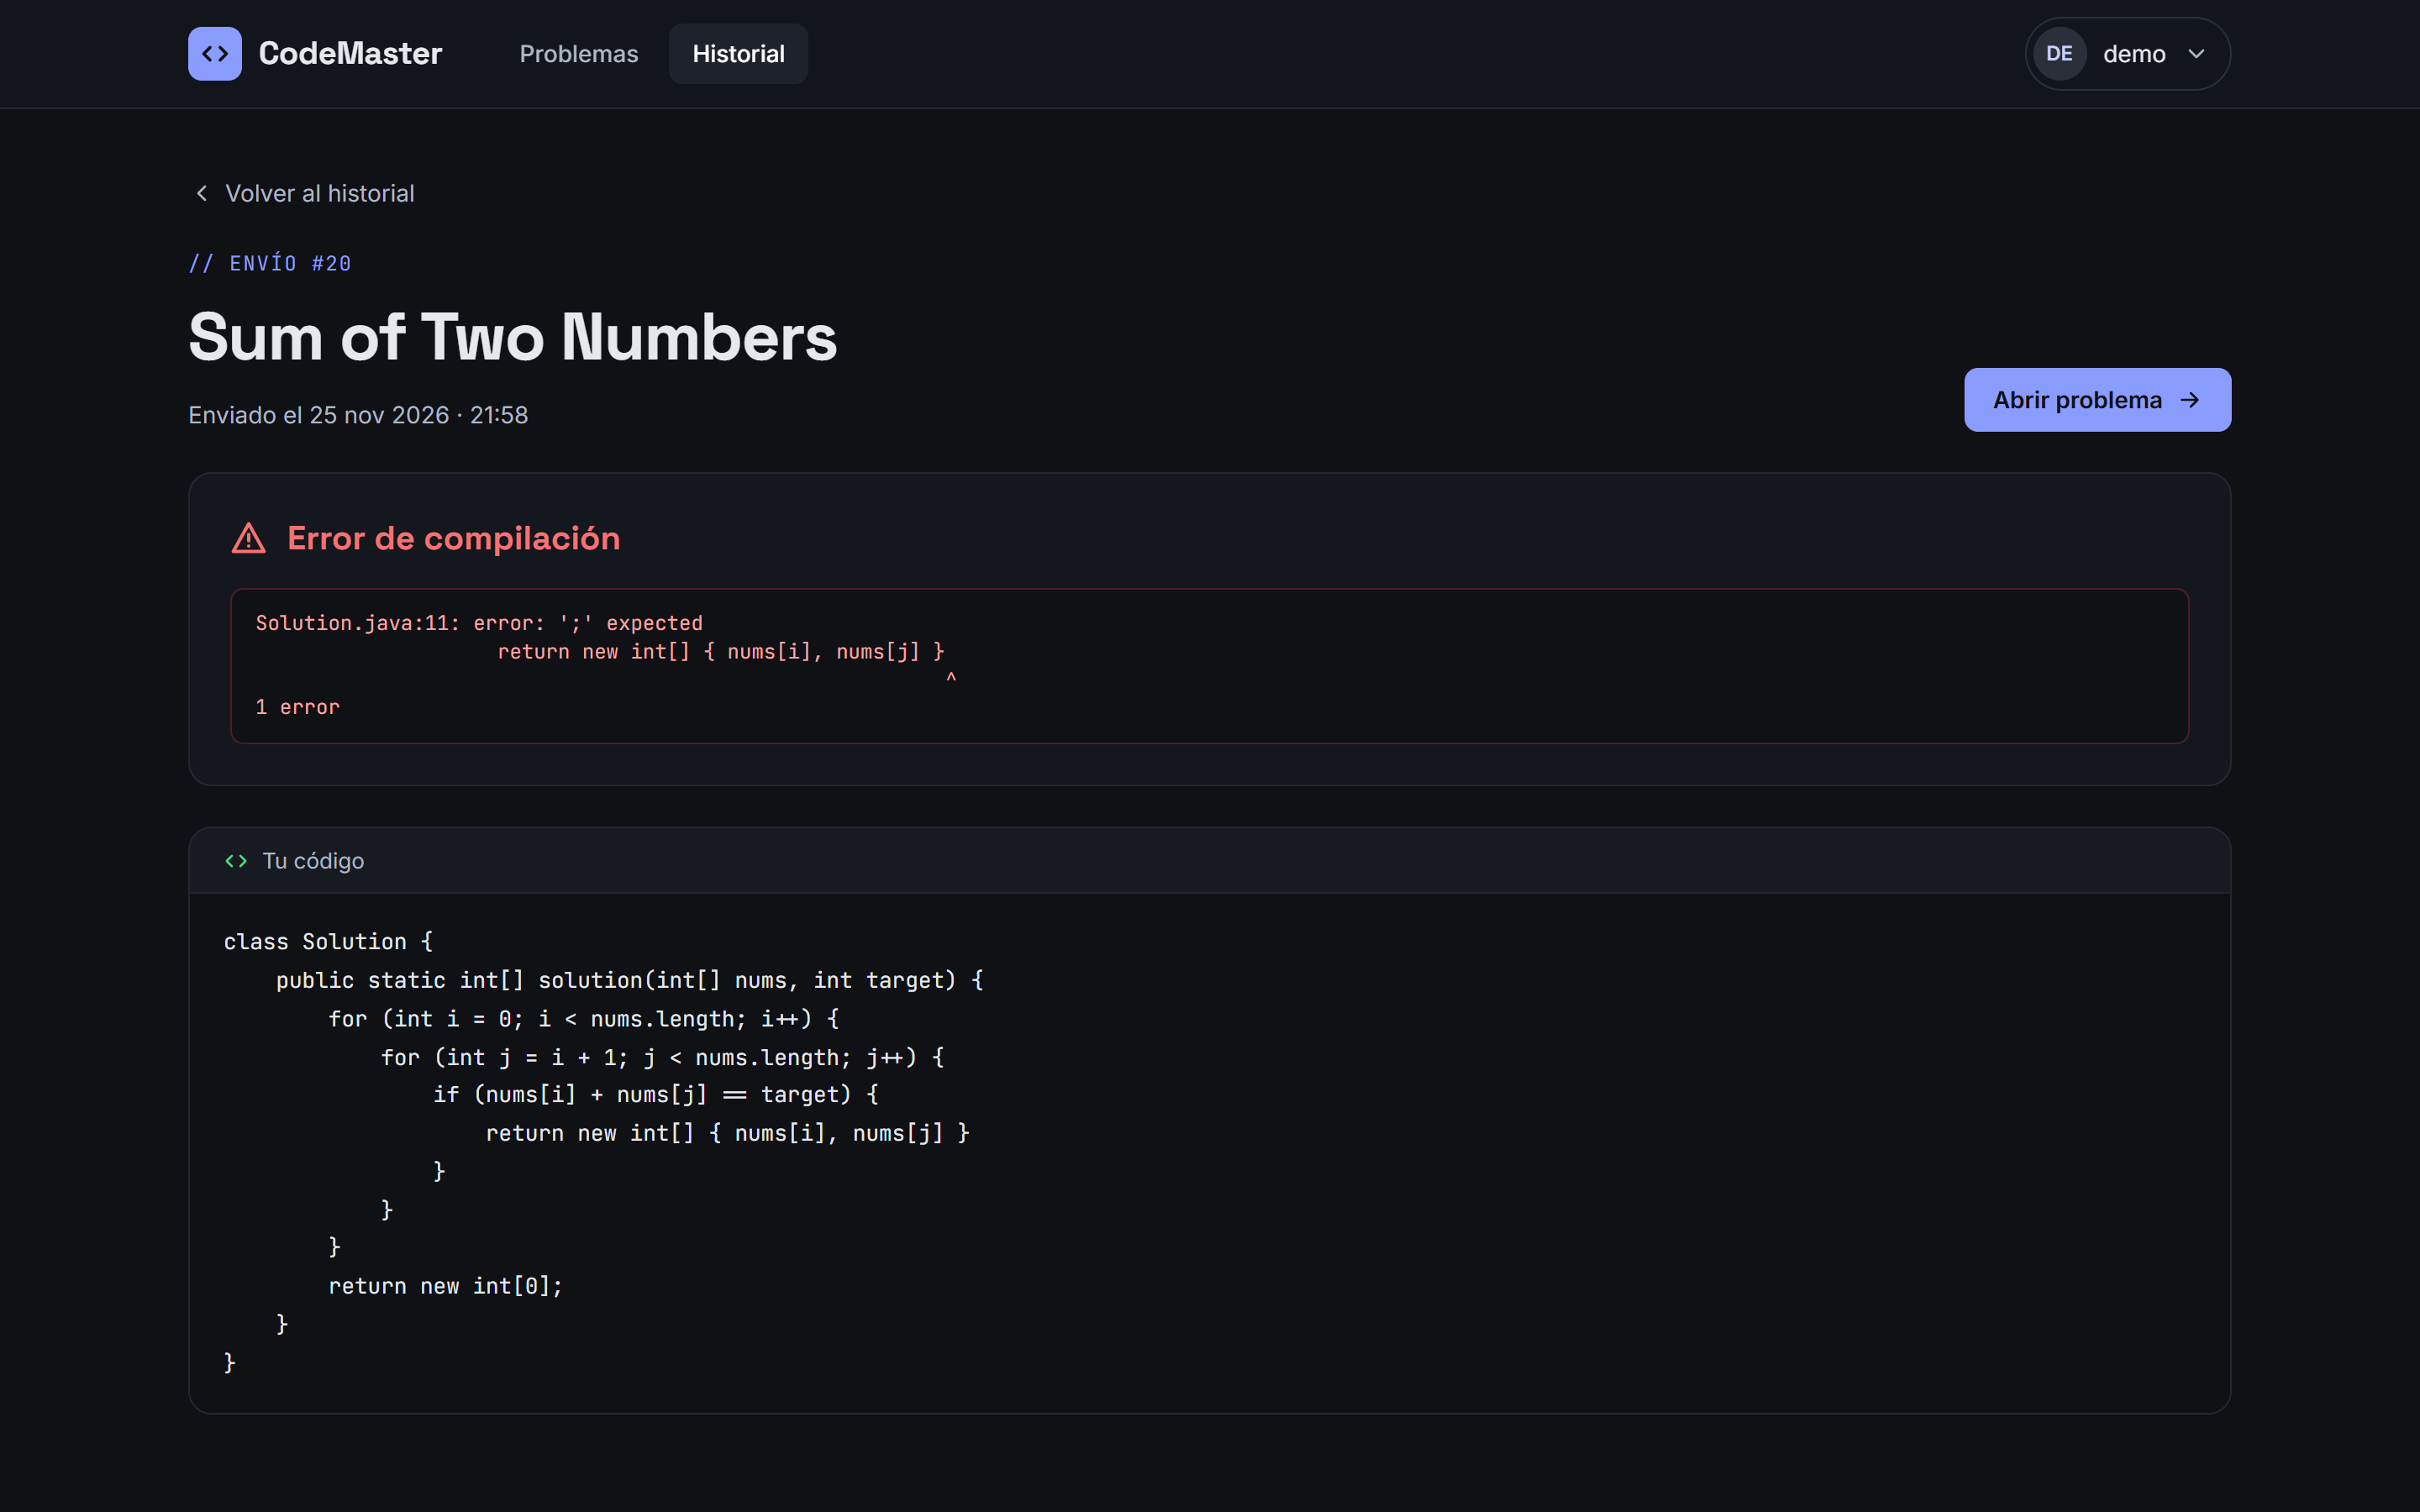 CodeMaster
Problemas
Historial
DE
demo
Volver al historial
// ENVÍO #20
Sum of Two Numbers
Enviado el 25 nov 2026 · 21:58
Abrir problema →
Error de compilación
Solution.java:11: error: ';' expected
                    return new int[] { nums[i], nums[j] }
                                                         ^
1 error
Tu código
class Solution {
    public static int[] solution(int[] nums, int target) {
        for (int i = 0; i < nums.length; i++) {
            for (int j = i + 1; j < nums.length; j++) {
                if (nums[i] + nums[j] == target) {
                    return new int[] { nums[i], nums[j] }
                }
            }
        }
        return new int[0];
    }
}